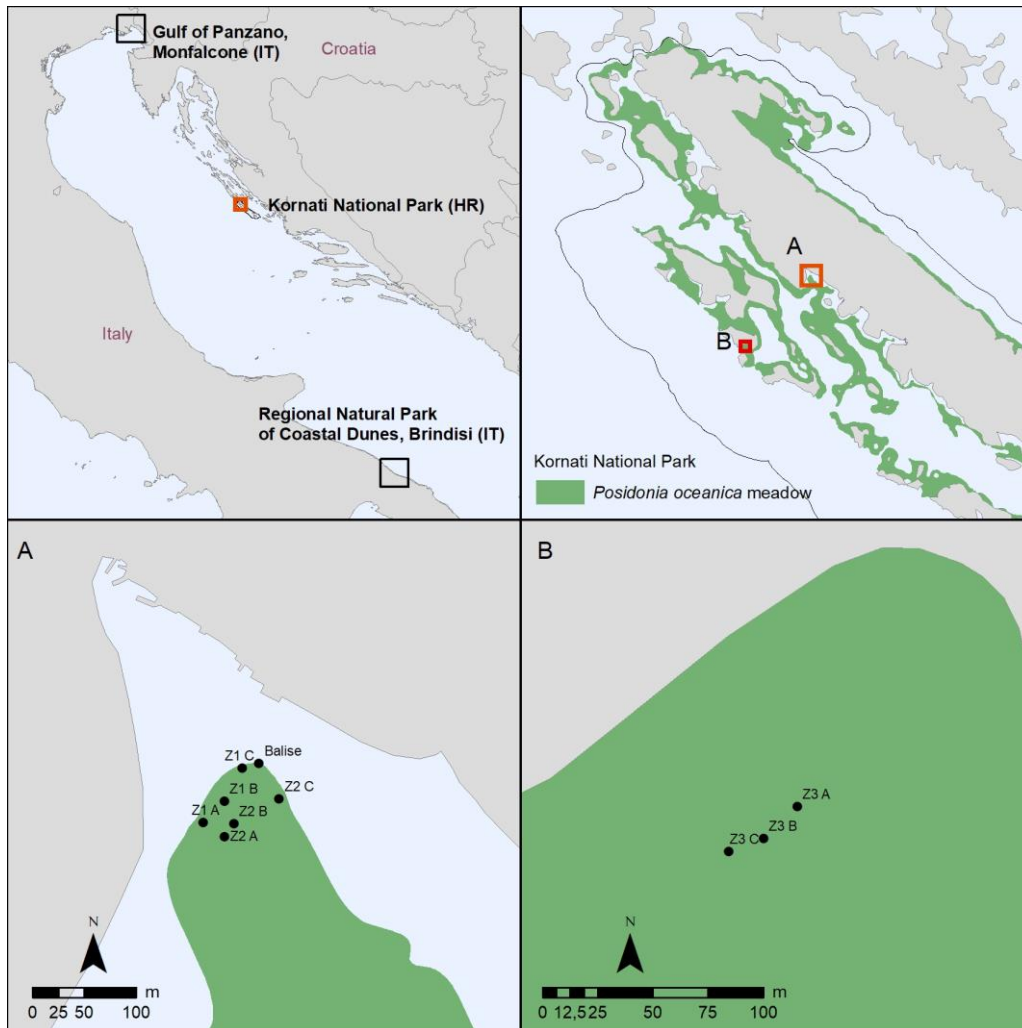 Gulf of Panzano,
Monfalcone (IT)
Croatia
Kornati National Park (HR)
Italy
Regional Natural Park
of Coastal Dunes, Brindisi (IT)
A
B
Kornati National Park
Posidonia oceanica meadow
A
Z1 C
Balise
Z1 B
Z2 C
Z1 A
Z2 B
Z2 A
N
m
0 25 50 100
B
Z3 A
Z3 B
Z3 C
N
m
0 12,5 25 50 75 100